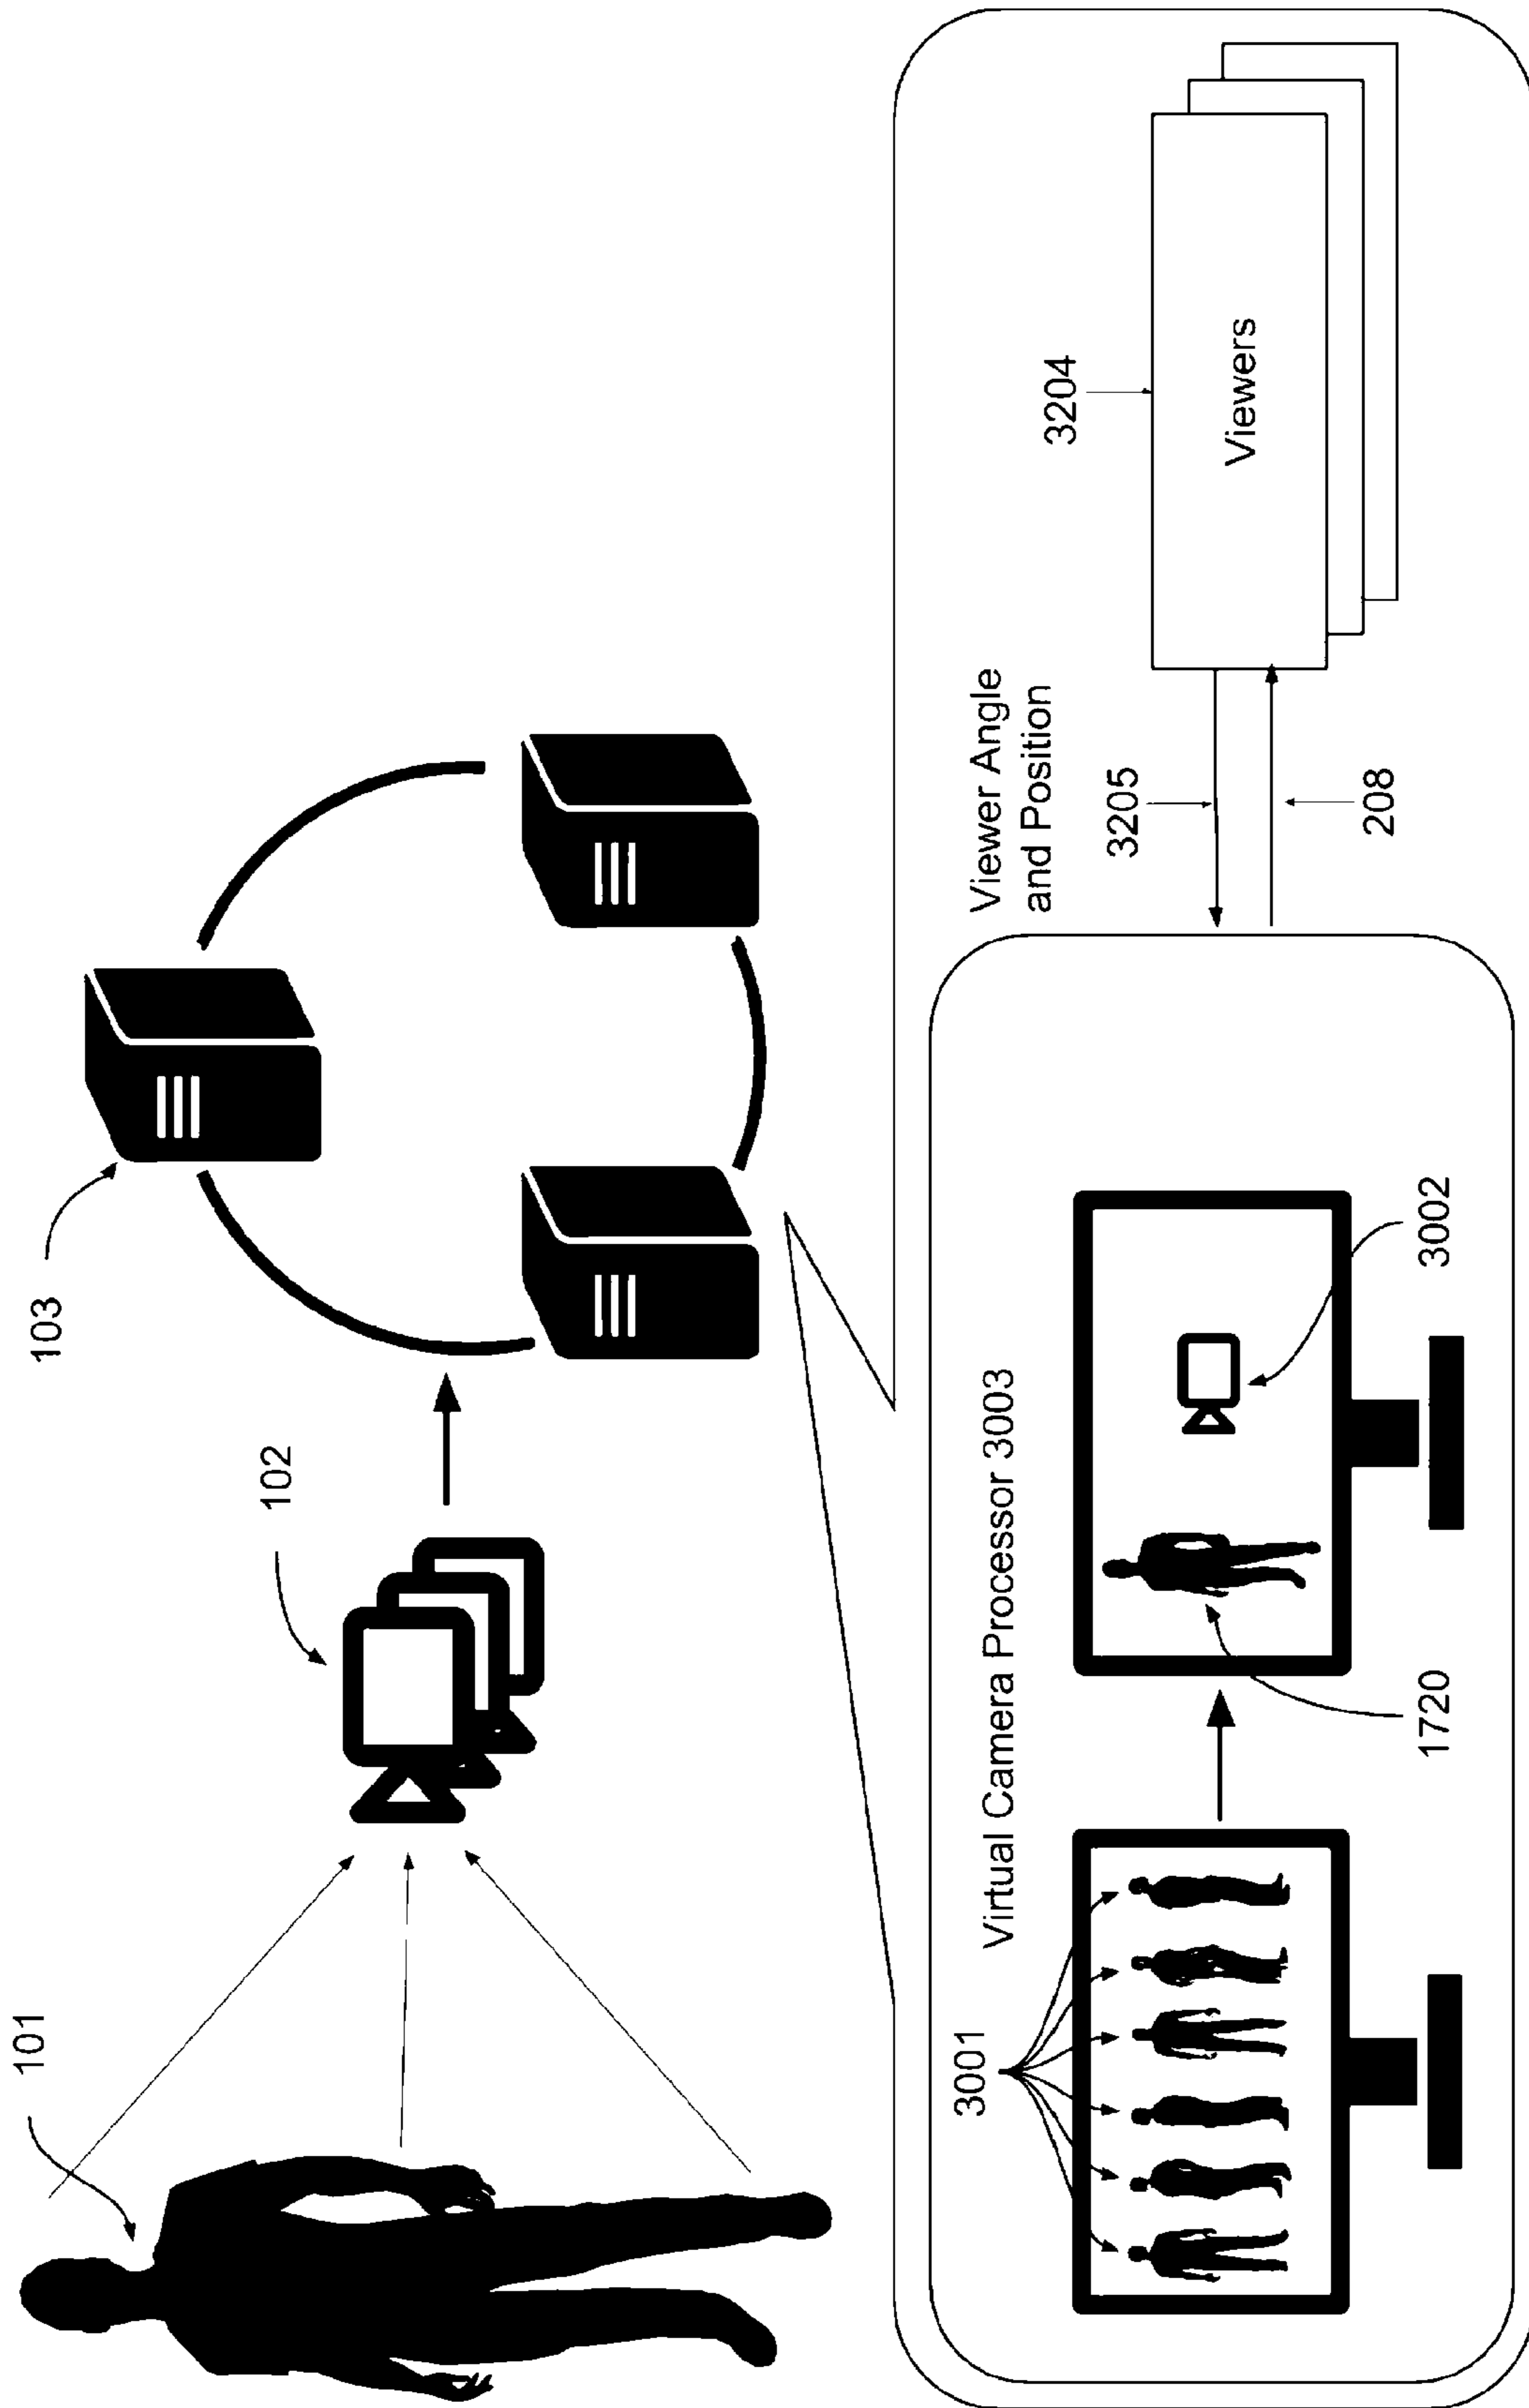 101
102
103
Virtual Camera Processor 3003
3001
1720
3002
Viewer Angle
and Position
3205
208
3204
Viewers